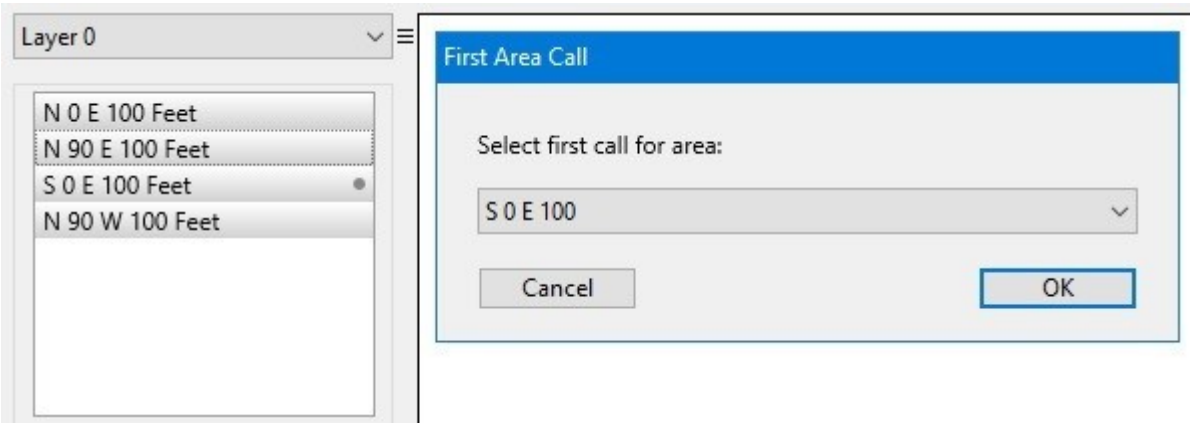 Layer 0
N 0 E 100 Feet
N 90 E 100 Feet
S 0 E 100 Feet
N 90 W 100 Feet
First Area Call
Select first call for area:
S 0 E 100
Cancel
OK